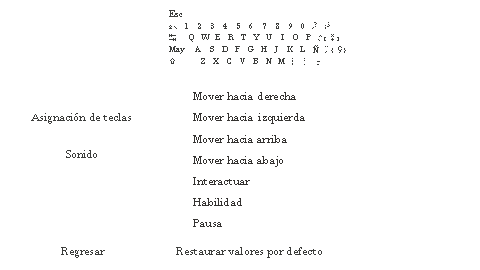 Esc
1 2 3 4 5 6 7 8 9 0
Q W E R T Y U I O P
May A S D F G H J K L Ñ
Z X C V B N M
Mover hacia derecha
Asignación de teclas
Mover hacia izquierda
Mover hacia arriba
Sonido
Mover hacia abajo
Interactuar
Habilidad
Pausa
Regresar
Restaurar valores por defecto